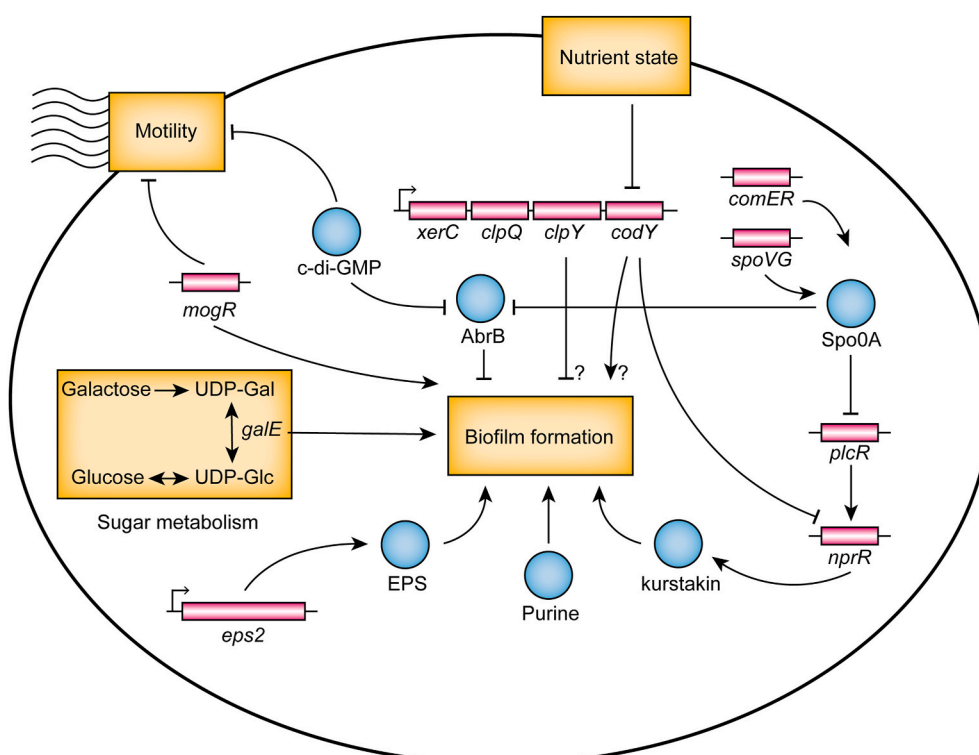 Nutrient state
Motility
comER
xerC clpQ clpY codY
spoVG
c-di-GMP
mogR
AbrB
Spo0A
? ?
Galactose UDP-Gal
galE
Glucose UDP-Glc
Biofilm formation
plcR
Sugar metabolism
nprR
EPS
kurstakin
Purine
eps2